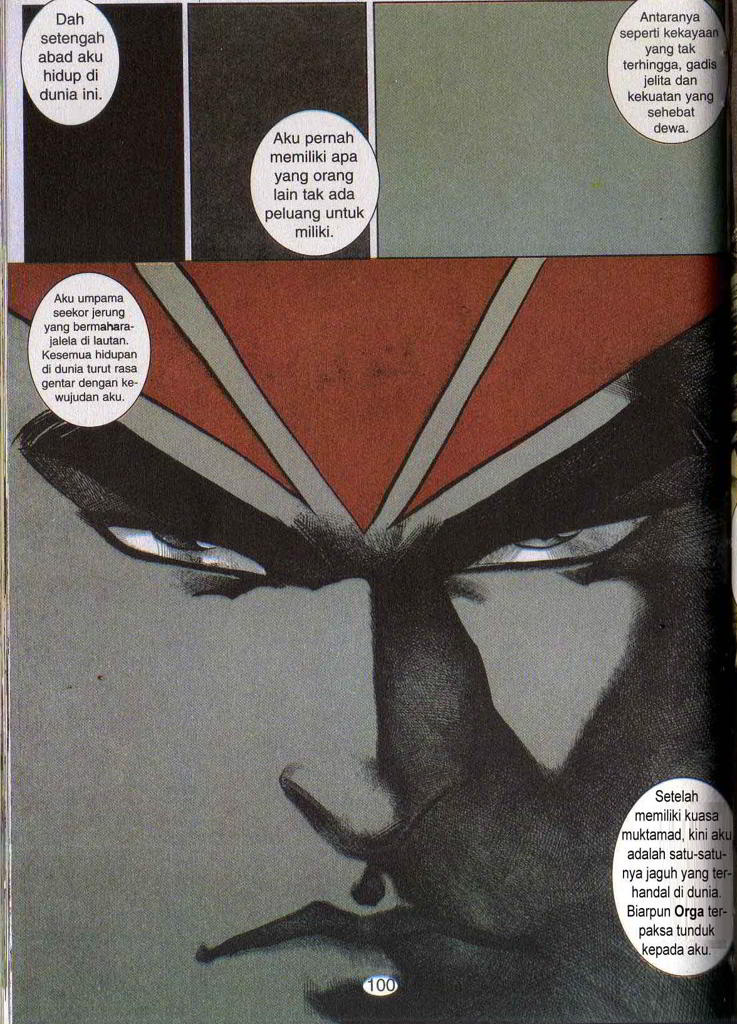 Dah
setengah
abad aku
hidup di
dunia ini.
Aku pernah
memiliki apa
yang orang
lain tak ada
peluang untuk
miliki.
Antaranya
seperti kekayaan
yang tak
terhingga, gadis
jelita dan
kekuatan yang
sehebat
dewa.
Aku umpama
seekor jerung
yang bermahara-
jalela di lautan.
Kesemua hidupan
di dunia turut rasa
gentar dengan ke-
wujudan aku.
Setelah
memiliki kuasa
muktamad, kini aku
adalah satu-satu-
nya jaguh yang ter-
handal di dunia.
Biarpun Orga ter-
paksa tunduk
kepada aku.
100